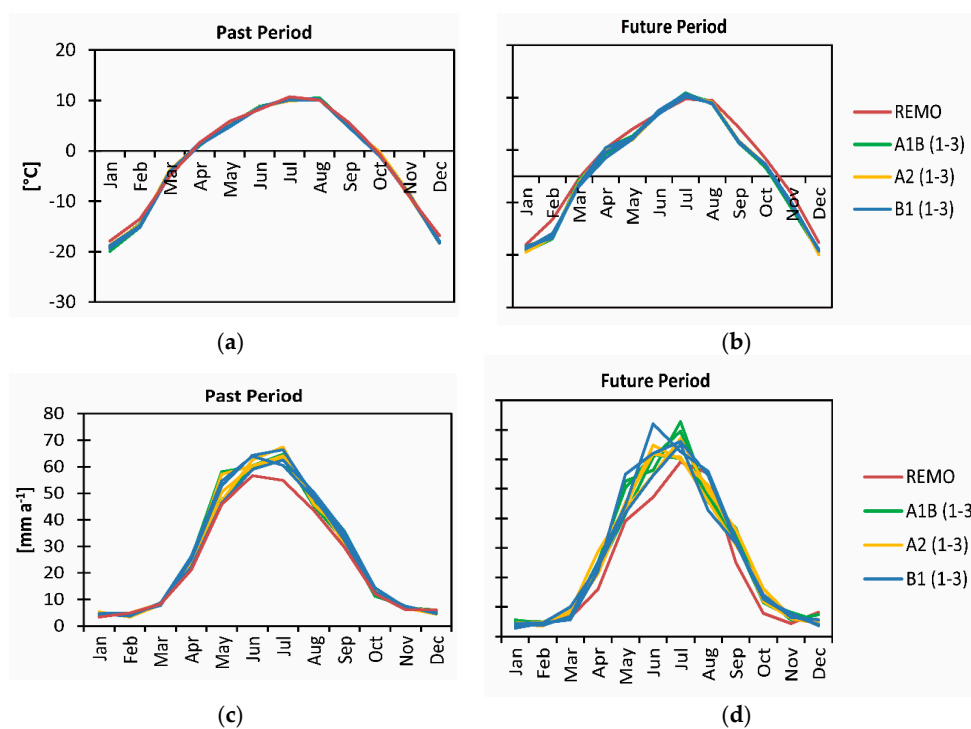 Past Period
20
10
0
-10
-20
-30
[°C]
Jan
Feb
Mar
Apr
May
Jun
Jul
Aug
Sep
Oct
Nov
Dec
(a)
Future Period
Jan
Feb
Mar
Apr
May
Jun
Jul
Aug
Sep
Oct
Nov
Dec
REMO
A1B (1-3)
A2 (1-3)
B1 (1-3)
(b)
Past Period
80
70
60
50
40
30
20
10
0
[mm a⁻¹]
Jan
Feb
Mar
Apr
May
Jun
Jul
Aug
Sep
Oct
Nov
Dec
(c)
Future Period
Jan
Feb
Mar
Apr
May
Jun
Jul
Aug
Sep
Oct
Nov
Dec
REMO
A1B (1-3
A2 (1-3)
B1 (1-3)
(d)